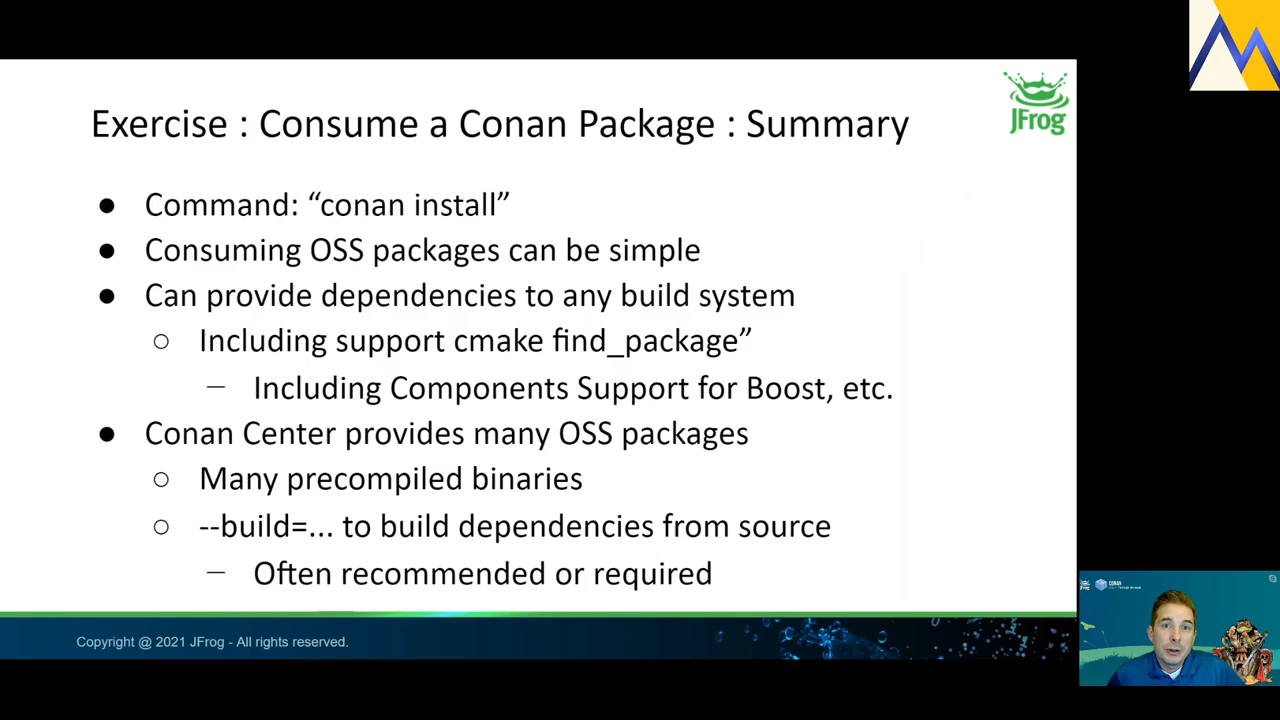 JFrog
Exercise : Consume a Conan Package : Summary
● Command: “conan install”
● Consuming OSS packages can be simple
● Can provide dependencies to any build system
○ Including support cmake find_package”
– Including Components Support for Boost, etc.
● Conan Center provides many OSS packages
○ Many precompiled binaries
○ --build=... to build dependencies from source
– Often recommended or required
Copyright @ 2021 JFrog - All rights reserved.
CONAN